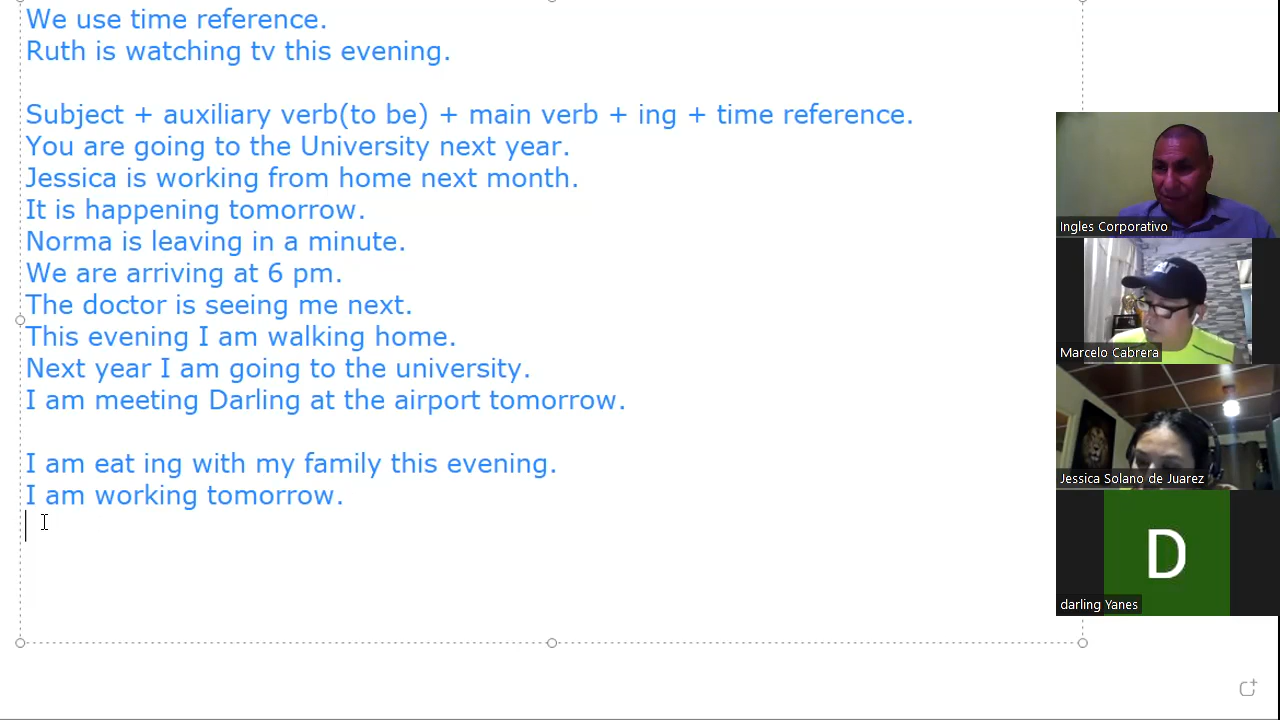 We use time reference.
Ruth is watching tv this evening.
Subject + auxiliary verb(to be) + main verb + ing + time reference.
You are going to the University next year.
Jessica is working from home next month.
It is happening tomorrow.
Norma is leaving in a minute.
We are arriving at 6 pm.
The doctor is seeing me next.
This evening I am walking home.
Next year I am going to the university.
I am meeting Darling at the airport tomorrow.
I am eat ing with my family this evening.
I am working tomorrow.
Ingles Corporativo
Marcelo Cabrera
Jessica Solano de Juarez
D
darling Yanes